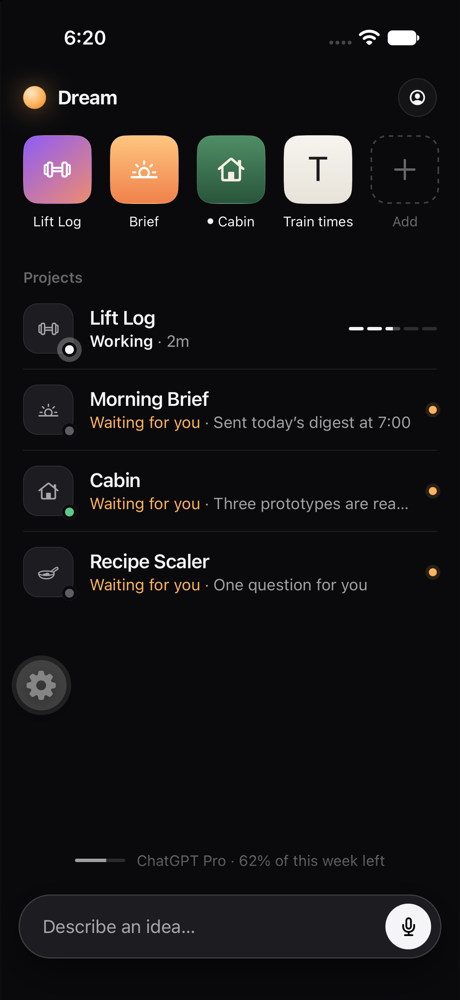 6:20
Dream
Lift Log
Brief
Cabin
T
Train times
Add
Projects
Lift Log
Working · 2m
Morning Brief
Waiting for you · Sent today's digest at 7:00
Cabin
Waiting for you · Three prototypes are rea...
Recipe Scaler
Waiting for you · One question for you
ChatGPT Pro · 62% of this week left
Describe an idea...